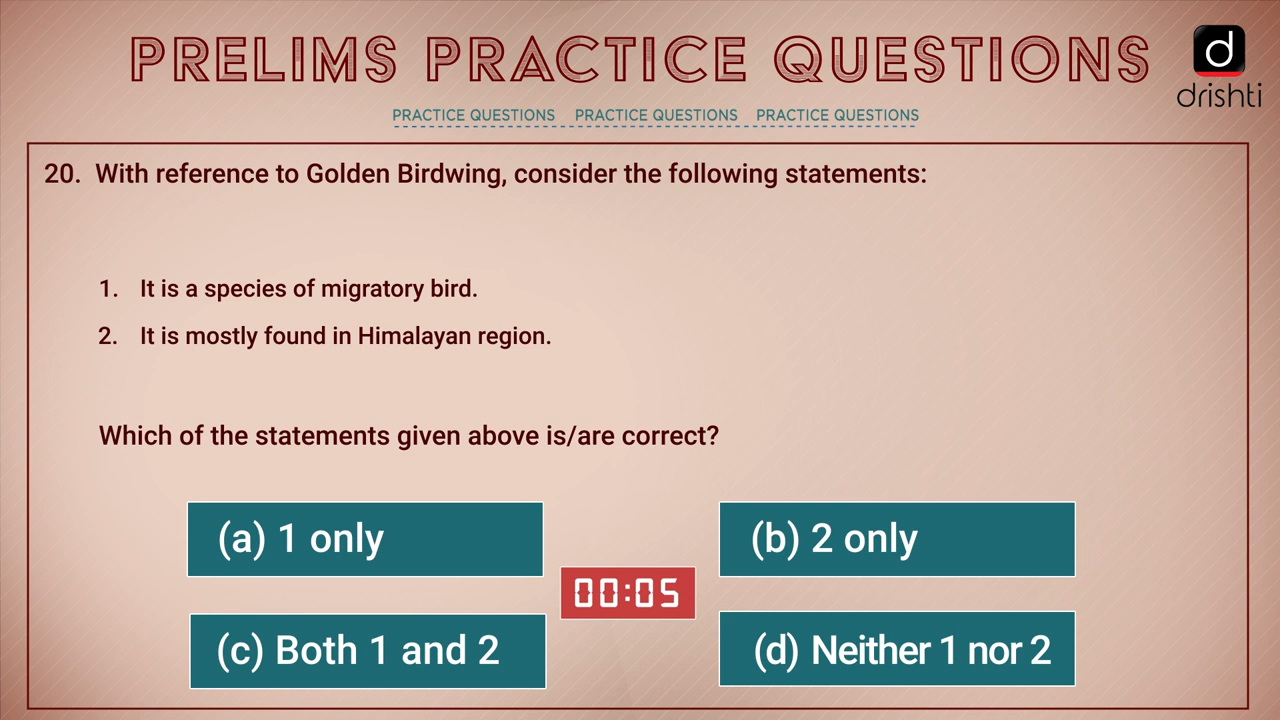 PRELIMS PRACTICE QUESTIONS
d
drishti
PRACTICE QUESTIONS PRACTICE QUESTIONS PRACTICE QUESTIONS
20. With reference to Golden Birdwing, consider the following statements:
1. It is a species of migratory bird.
2. It is mostly found in Himalayan region.
Which of the statements given above is/are correct?
(a) 1 only
(b) 2 only
00:05
(c) Both 1 and 2
(d) Neither 1 nor 2